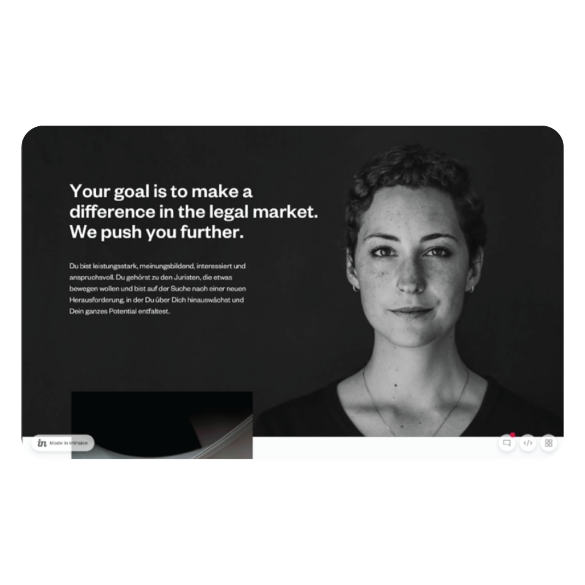 Your goal is to make a
difference in the legal market.
We push you further.
Du bist leistungsstark, meinungsbildend, interessiert und
anspruchsvoll. Du gehörst zu den Juristen, die etwas
bewegen wollen und bist auf der Suche nach einer neuen
Herausforderung, in der Du über Dich hinauswächst und
Dein ganzes Potential entfaltest.
in Made in InVision